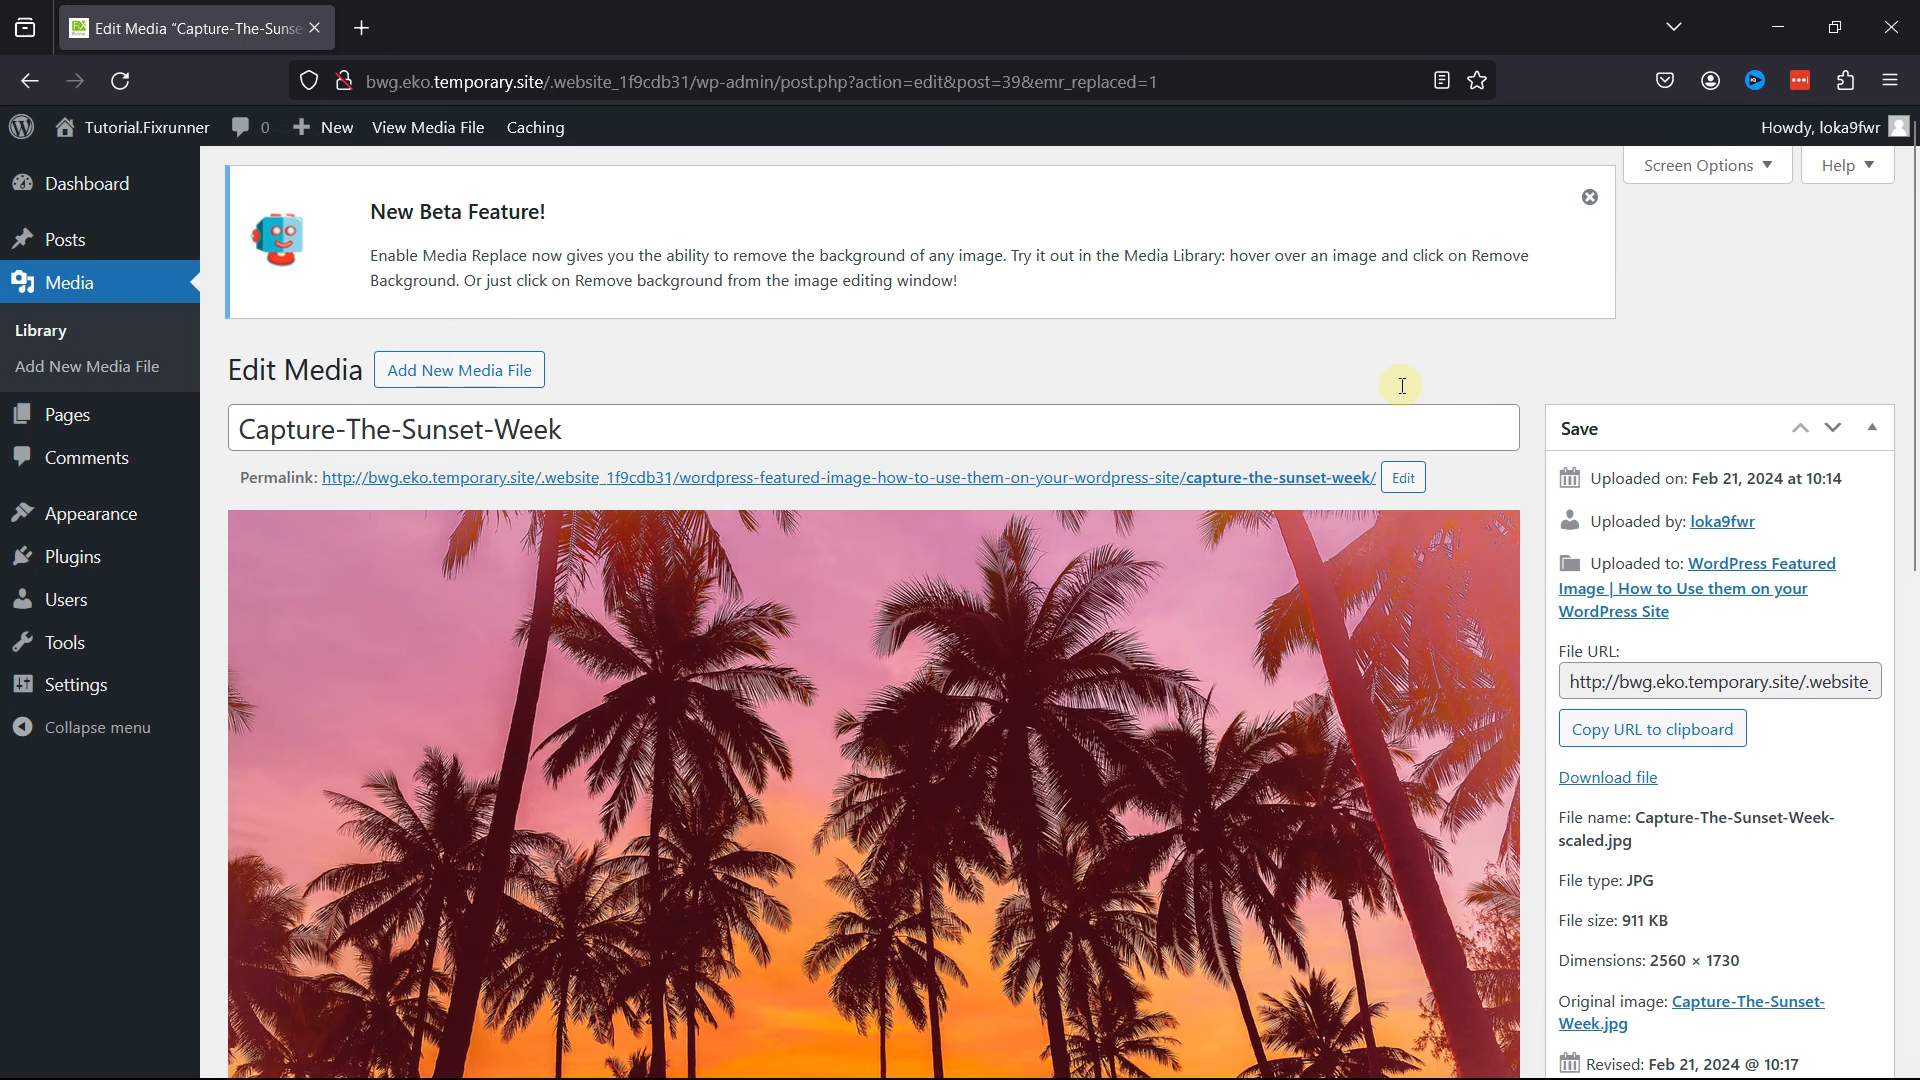 Edit Media "Capture-The-Sunse
bwg.eko.temporary.site/.website_1f9cdb31/wp-admin/post.php?action=edit&post=39&emr_replaced=1
Tutorial.Fixrunner 0 New View Media File Caching Howdy, loka9fwr
Screen Options Help
Dashboard
Posts
Media
Library
Add New Media File
Pages
Comments
Appearance
Plugins
Users
Tools
Settings
Collapse menu
New Beta Feature!
Enable Media Replace now gives you the ability to remove the background of any image. Try it out in the Media Library: hover over an image and click on Remove
Background. Or just click on Remove background from the image editing window!
Edit Media Add New Media File
Capture-The-Sunset-Week
Permalink: http://bwg.eko.temporary.site/.website_1f9cdb31/wordpress-featured-image-how-to-use-them-on-your-wordpress-site/capture-the-sunset-week/ Edit
Save
Uploaded on: Feb 21, 2024 at 10:14
Uploaded by: loka9fwr
Uploaded to: WordPress Featured
Image | How to Use them on your
WordPress Site
File URL:
http://bwg.eko.temporary.site/.website_
Copy URL to clipboard
Download file
File name: Capture-The-Sunset-Week-
scaled.jpg
File type: JPG
File size: 911 KB
Dimensions: 2560 × 1730
Original image: Capture-The-Sunset-
Week.jpg
Revised: Feb 21, 2024 @ 10:17